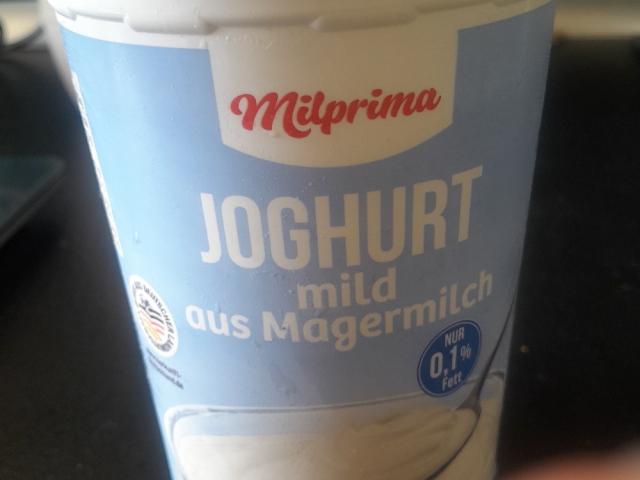 Milprima
JOGHURT
mild
aus Magermilch
NUR
0,1%
Fett